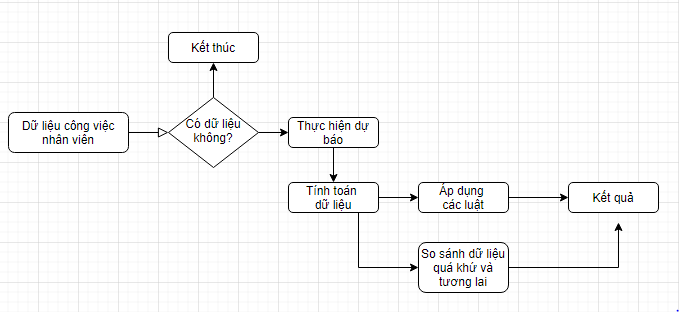 Kết thúc
Dữ liệu công việc
nhân viên
Có dữ liệu
không?
Thực hiện dự
báo
Tính toán
dữ liệu
Áp dụng
các luật
Kết quả
So sánh dữ liệu
quá khứ và
tương lai